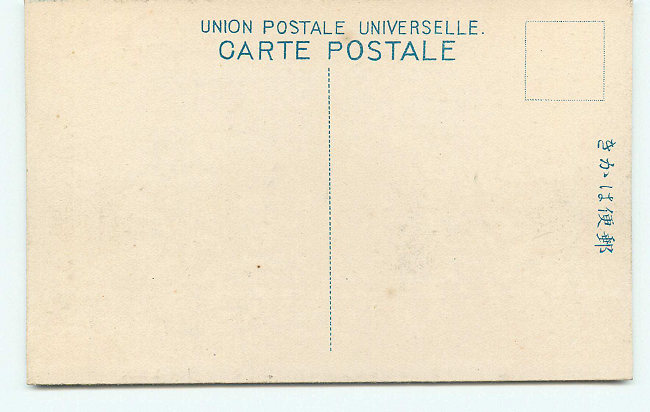 UNION POSTALE UNIVERSELLE.
CARTE POSTALE
郵便はかき